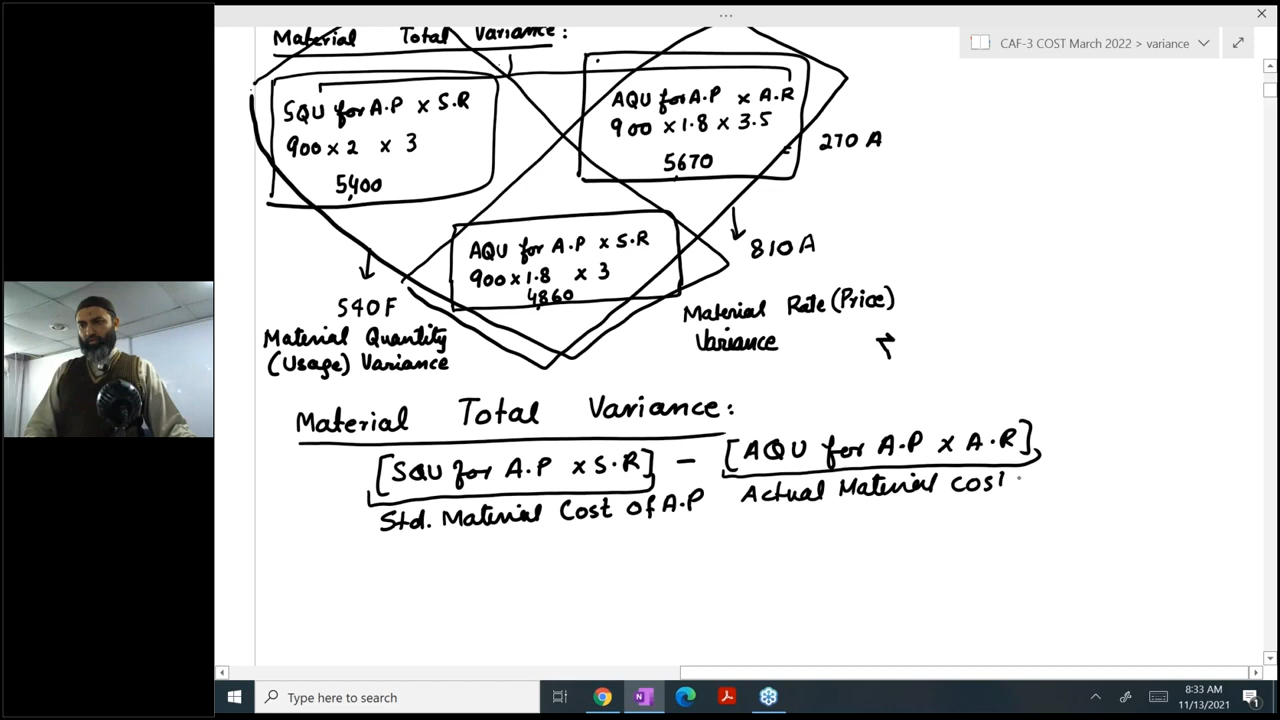 ...
CAF-3 COST March 2022 > variance
Material Total Variance:
SQU for A.P x S.R
900 x 2 x 3
5400
AQU for A.P x A.R
900 x 1.8 x 3.5
5670
270 A
AQU for A.P x S.R
900 x 1.8 x 3
4860
810 A
540 F
Material Quantity
(Usage) Variance
Material Rate (Price)
Variance
Material Total Variance:
[SQU for A.P x S.R] - [AQU for A.P x A.R]
Std. Material Cost of A.P
Actual Material cost
Type here to search
8:33 AM
11/13/2021
1